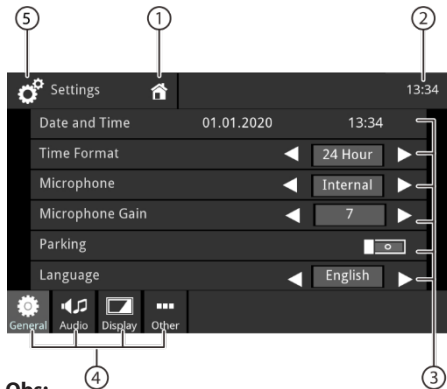 5 1 2
Settings 13:34
Date and Time 01.01.2020 13:34
Time Format 24 Hour
Microphone Internal
Microphone Gain 7
Parking
Language English
General Audio Display Other
4 3
Obs: